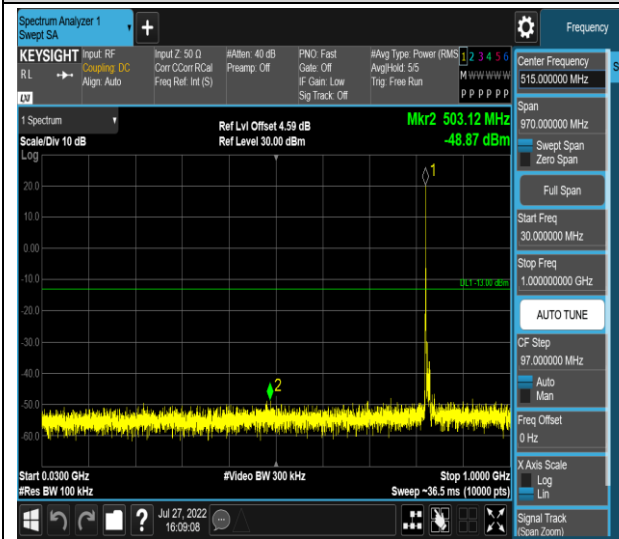 Spectrum Analyzer 1
Swept SA
+
Frequency
KEYSIGHT
RL
LXI
Input: RF
Coupling: DC
Align: Auto
Input Z: 50 Ω
Corr CCorr RCal
Freq Ref: Int (S)
#Atten: 40 dB
Preamp: Off
PNO: Fast
Gate: Off
IF Gain: Low
Sig Track: Off
#Avg Type: Power (RMS
Avg|Hold: 5/5
Trig: Free Run
1 2 3 4 5 6
M W W W W W
P P P P P P
1 Spectrum
Scale/Div 10 dB
Ref Lvl Offset 4.59 dB
Ref Level 30.00 dBm
Mkr2 503.12 MHz
-48.87 dBm
Log
20.0
10.0
0.00
-10.0
-20.0
-30.0
-40.0
-50.0
-60.0
1
DL1 -13.00 dBm
2
Start 0.0300 GHz
#Res BW 100 kHz
#Video BW 300 kHz
Stop 1.0000 GHz
Sweep ~36.5 ms (10000 pts)
?
Jul 27, 2022
16:09:08
Center Frequency
515.000000 MHz
S
Span
970.000000 MHz
Swept Span
Zero Span
Full Span
Start Freq
30.000000 MHz
Stop Freq
1.000000000 GHz
AUTO TUNE
CF Step
97.000000 MHz
Auto
Man
Freq Offset
0 Hz
X Axis Scale
Log
Lin
Signal Track
(Span Zoom)